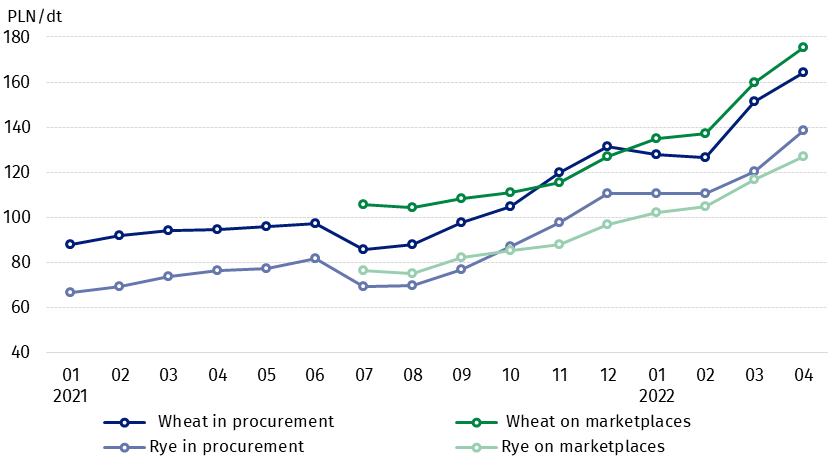 PLN/dt
180
160
140
120
100
80
60
40
01 02 03 04 05 06 07 08 09 10 11 12 01 02 03 04
2021 2022
Wheat in procurement Wheat on marketplaces
Rye in procurement Rye on marketplaces